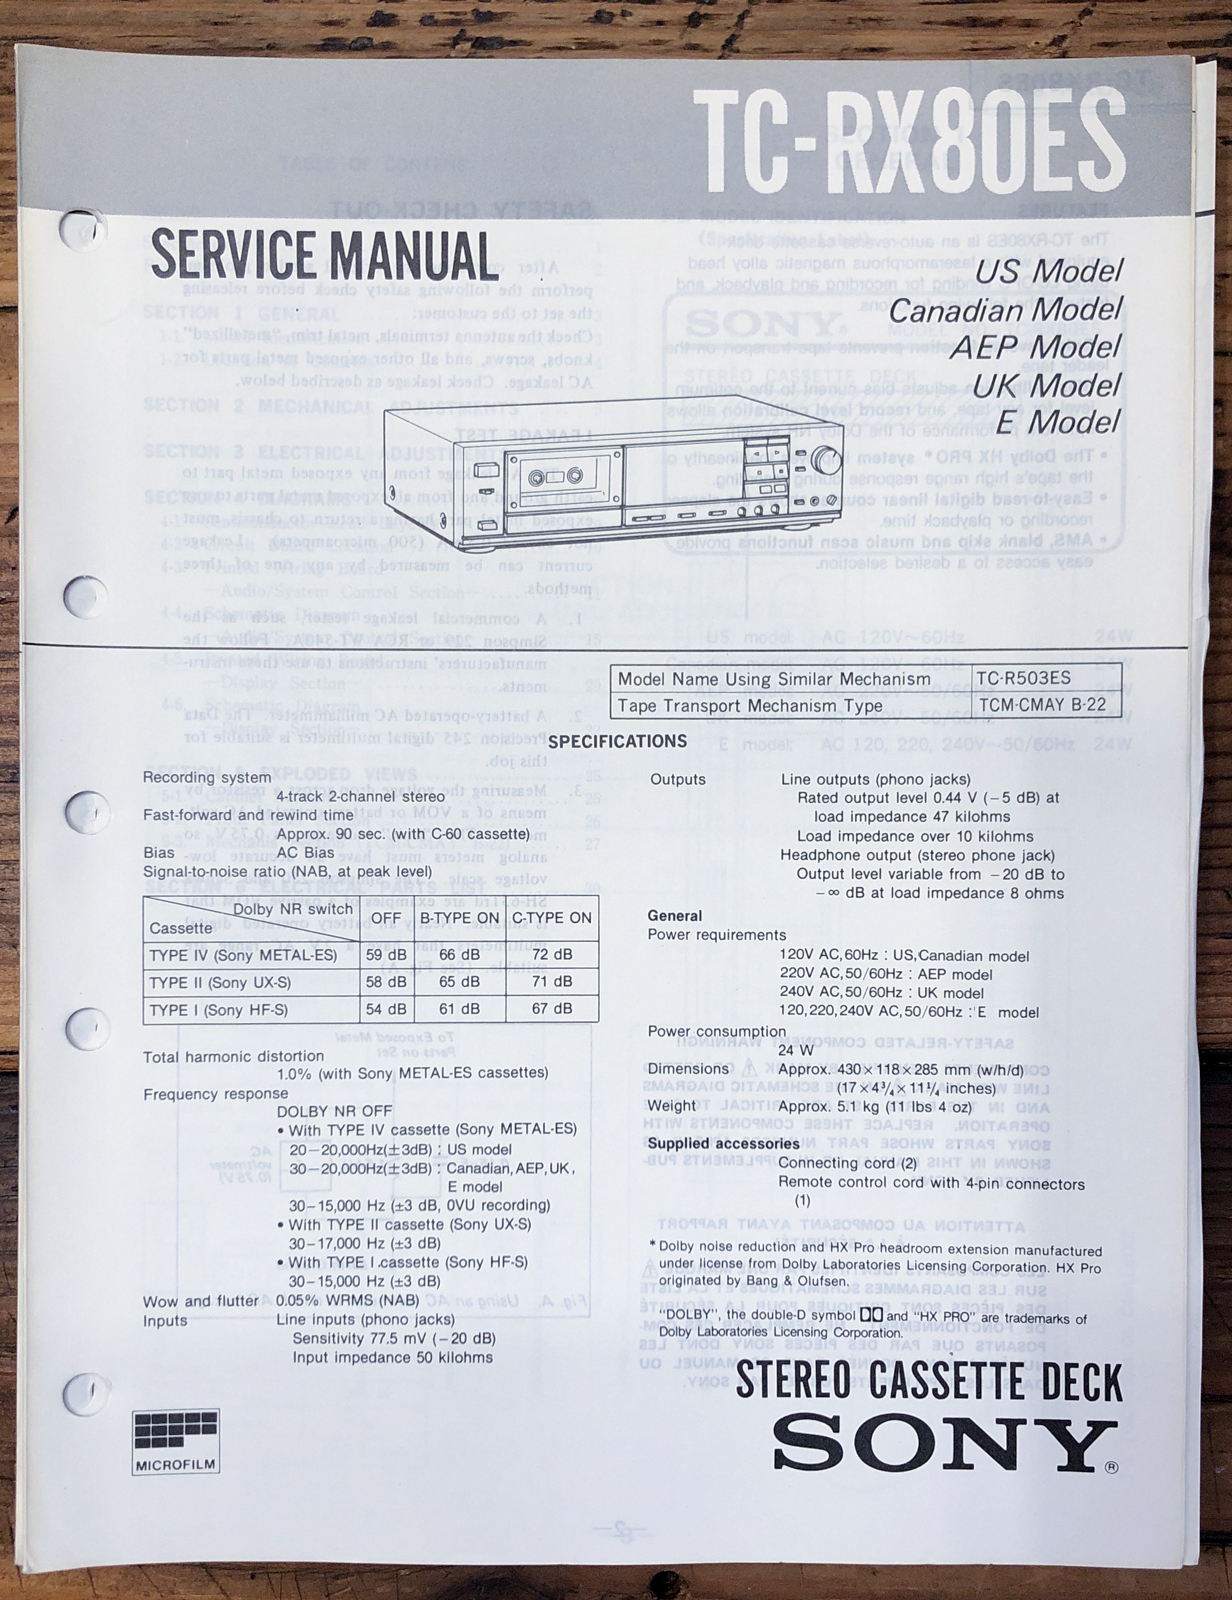 TC-RX80ES
SERVICE MANUAL
US Model
Canadian Model
AEP Model
UK Model
E Model
Model Name Using Similar Mechanism TC-R503ES
Tape Transport Mechanism Type TCM-CMAY B-22
SPECIFICATIONS
Recording system
4-track 2-channel stereo
Fast-forward and rewind time
Approx. 90 sec. (with C-60 cassette)
Bias AC Bias
Signal-to-noise ratio (NAB, at peak level)
Dolby NR switch
Cassette
OFF B-TYPE ON C-TYPE ON
TYPE IV (Sony METAL-ES) 59 dB 66 dB 72 dB
TYPE II (Sony UX-S) 58 dB 65 dB 71 dB
TYPE I (Sony HF-S) 54 dB 61 dB 67 dB
Total harmonic distortion
1.0% (with Sony METAL-ES cassettes)
Frequency response
DOLBY NR OFF
• With TYPE IV cassette (Sony METAL-ES)
20–20,000Hz(±3dB) : US model
30–20,000Hz(±3dB) : Canadian, AEP, UK,
E model
30–15,000 Hz (±3 dB, 0VU recording)
• With TYPE II cassette (Sony UX-S)
30–17,000 Hz (±3 dB)
• With TYPE I cassette (Sony HF-S)
30–15,000 Hz (±3 dB)
Wow and flutter 0.05% WRMS (NAB)
Inputs Line inputs (phono jacks)
Sensitivity 77.5 mV (−20 dB)
Input impedance 50 kilohms
Outputs Line outputs (phono jacks)
Rated output level 0.44 V (−5 dB) at
load impedance 47 kilohms
Load impedance over 10 kilohms
Headphone output (stereo phone jack)
Output level variable from −20 dB to
−∞ dB at load impedance 8 ohms
General
Power requirements
120V AC,60Hz : US,Canadian model
220V AC,50/60Hz : AEP model
240V AC,50/60Hz : UK model
120,220,240V AC,50/60Hz : E model
Power consumption
24 W
Dimensions Approx. 430×118×285 mm (w/h/d)
(17×4¾×11¼ inches)
Weight Approx. 5.1 kg (11 lbs 4 oz)
Supplied accessories
Connecting cord (2)
Remote control cord with 4-pin connectors
(1)
* Dolby noise reduction and HX Pro headroom extension manufactured
under license from Dolby Laboratories Licensing Corporation. HX Pro
originated by Bang & Olufsen.
"DOLBY", the double-D symbol and "HX PRO" are trademarks of
Dolby Laboratories Licensing Corporation.
STEREO CASSETTE DECK
SONY®
MICROFILM